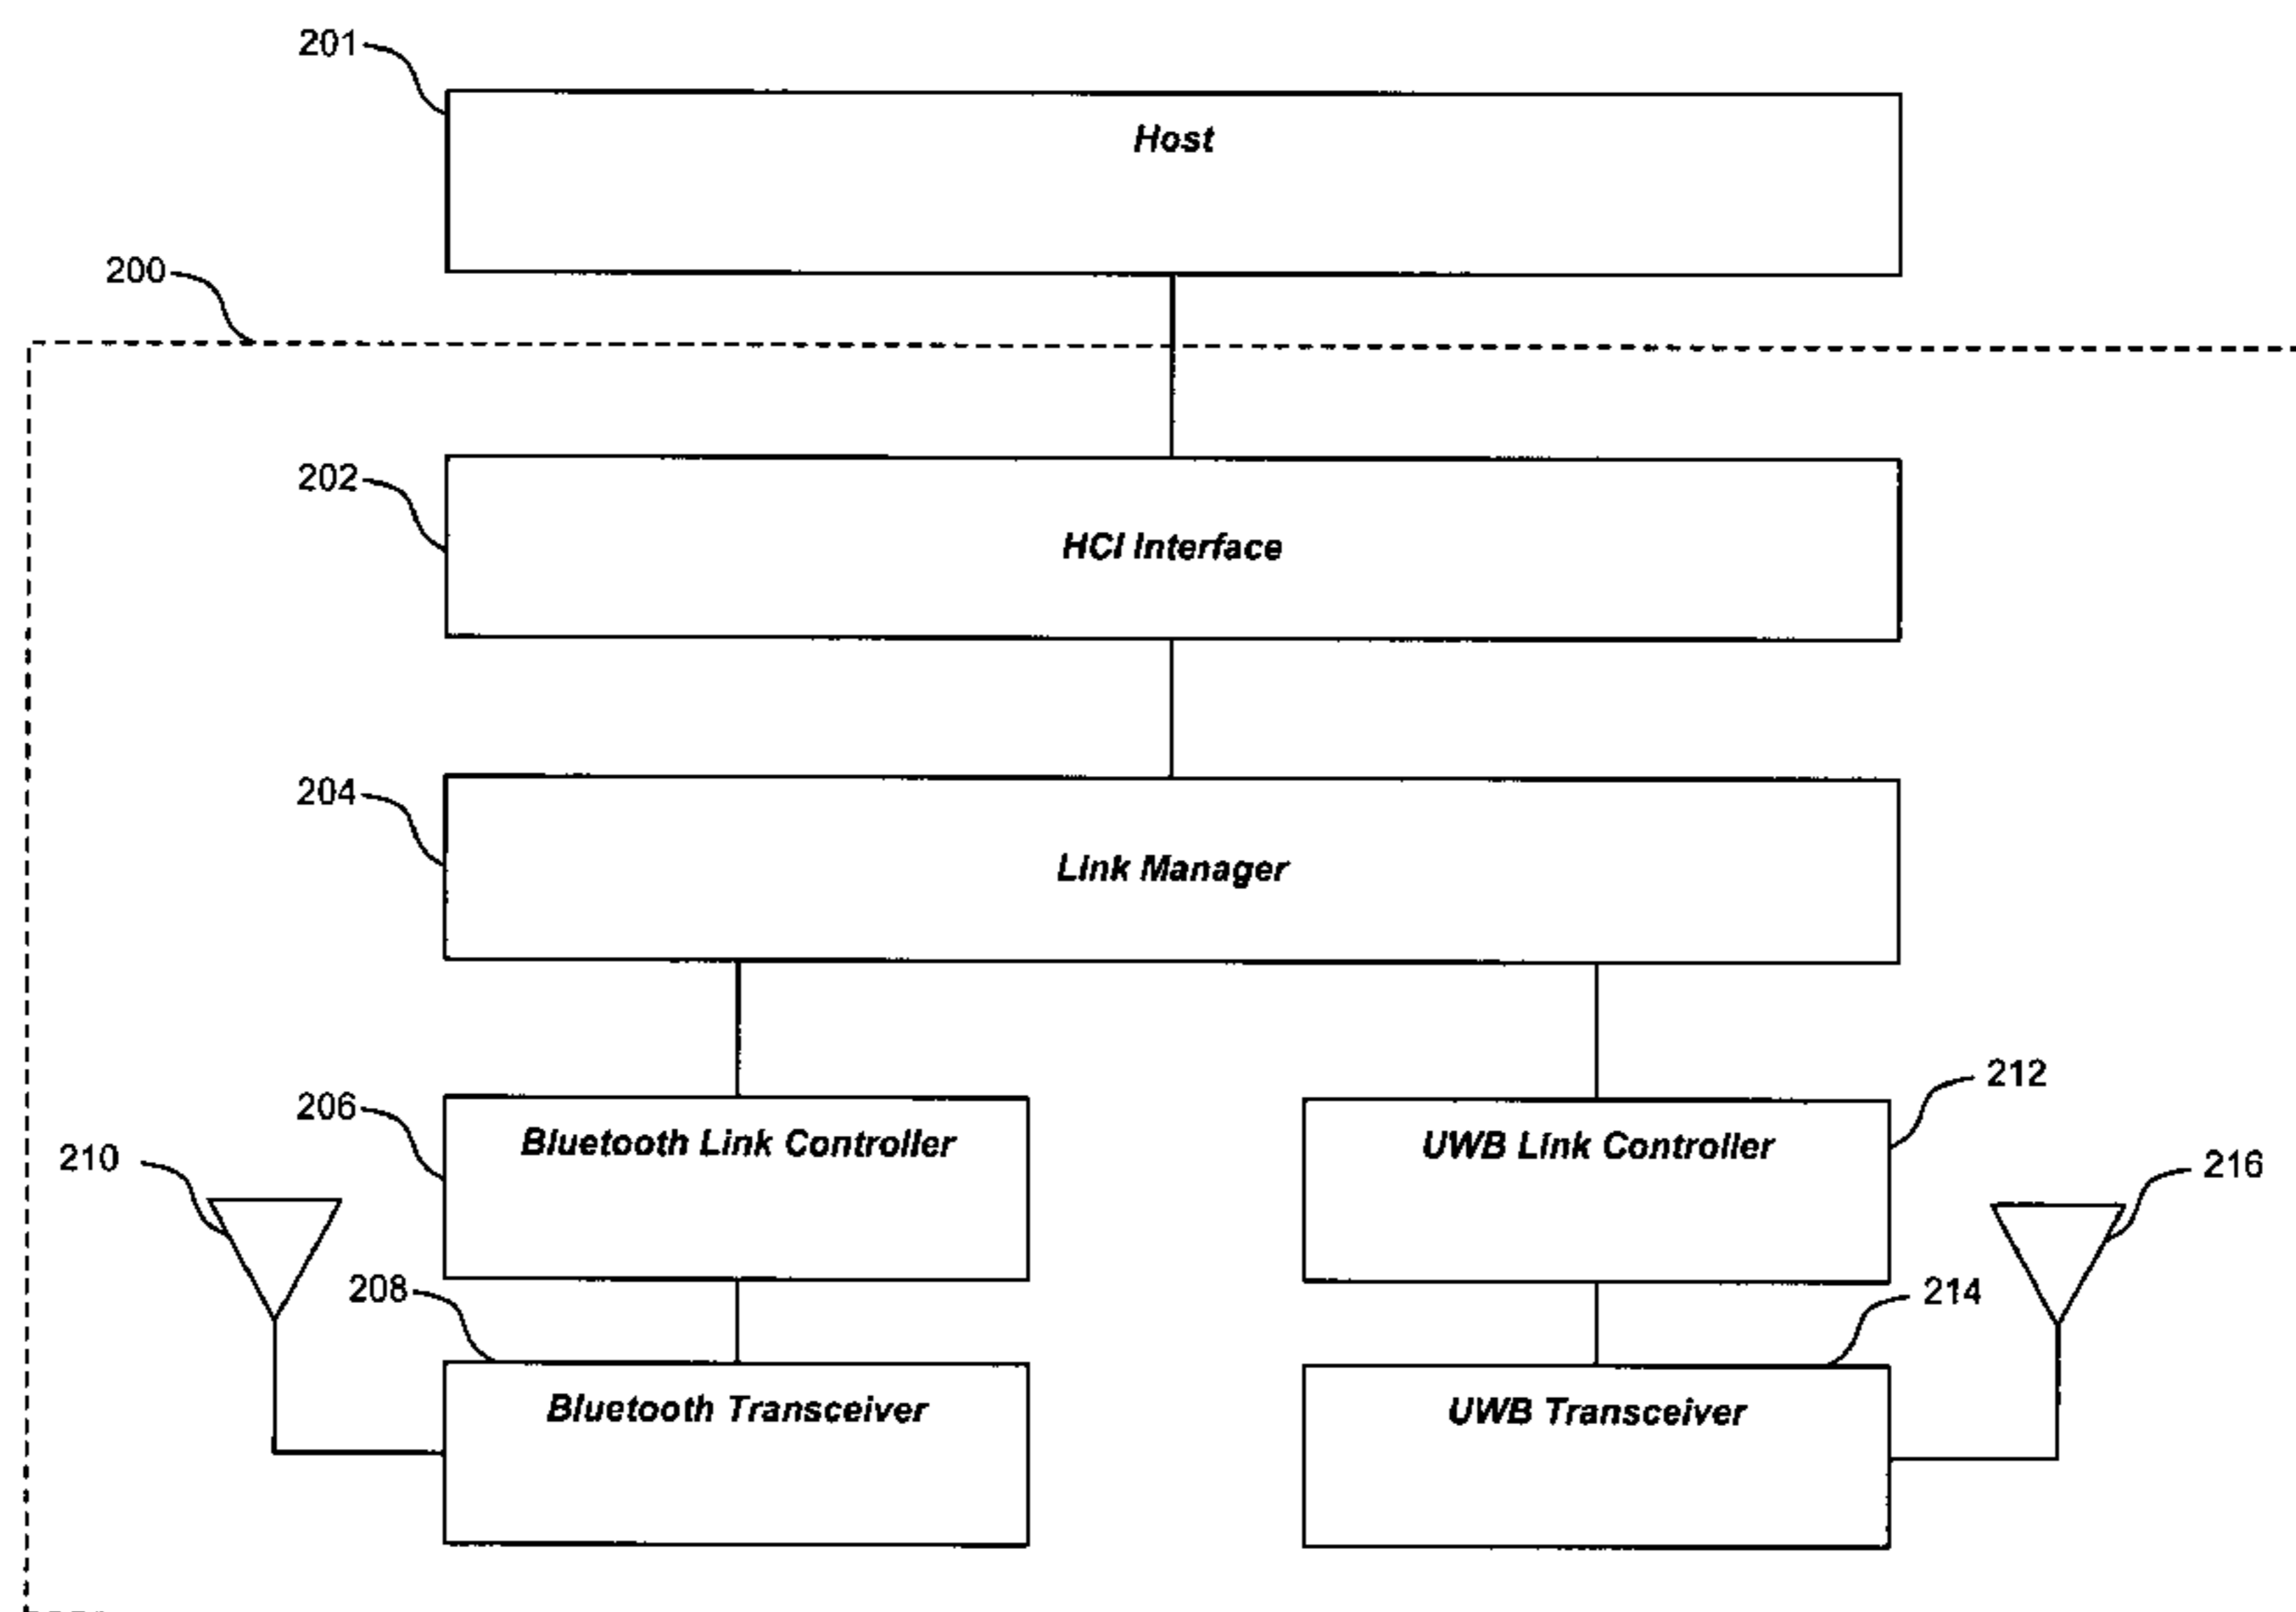 201
Host
200
202
HCI Interface
204
Link Manager
206
Bluetooth Link Controller
UWB Link Controller
212
210
216
208
214
Bluetooth Transceiver
UWB Transceiver